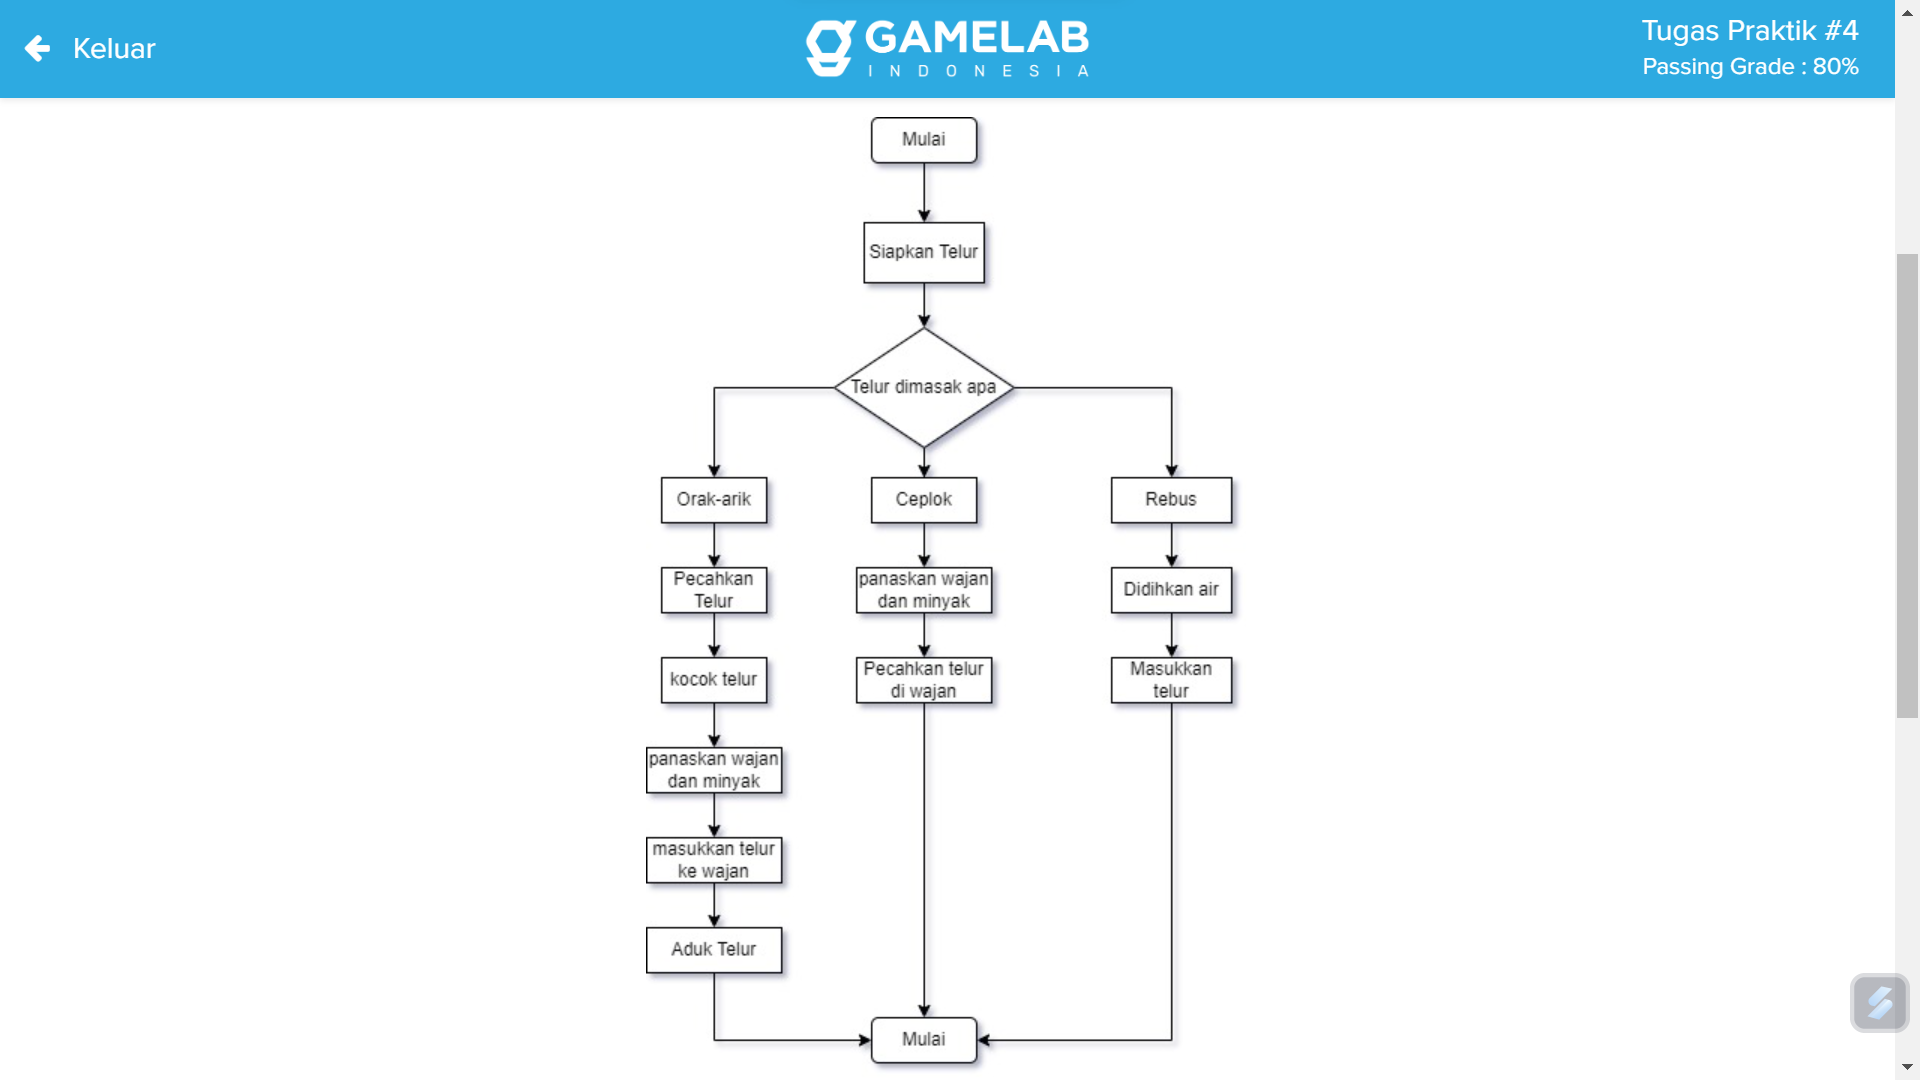 Keluar
GAMELAB
INDONESIA
Tugas Praktik #4
Passing Grade : 80%
Mulai
Siapkan Telur
Telur dimasak apa
Orak-arik
Ceplok
Rebus
Pecahkan
Telur
panaskan wajan
dan minyak
Didihkan air
kocok telur
Pecahkan telur
di wajan
Masukkan
telur
panaskan wajan
dan minyak
masukkan telur
ke wajan
Aduk Telur
Mulai